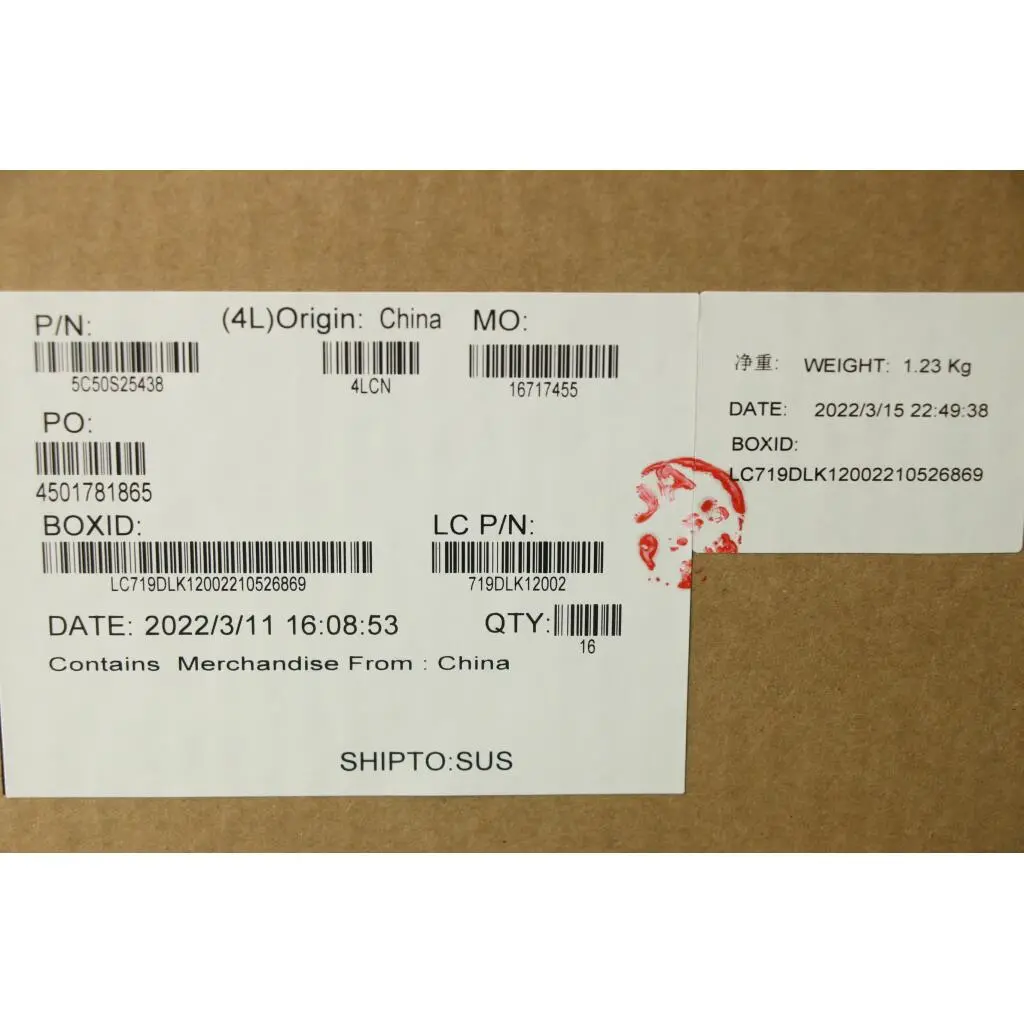 P/N: (4L)Origin: China MO:
5C50S25438 4LCN 16717455
PO:
4501781865
BOXID: LC P/N:
LC719DLK12002210526869 719DLK12002
DATE: 2022/3/11 16:08:53 QTY:
16
Contains Merchandise From : China
SHIPTO:SUS
净重: WEIGHT: 1.23 Kg
DATE: 2022/3/15 22:49:38
BOXID:
LC719DLK12002210526869